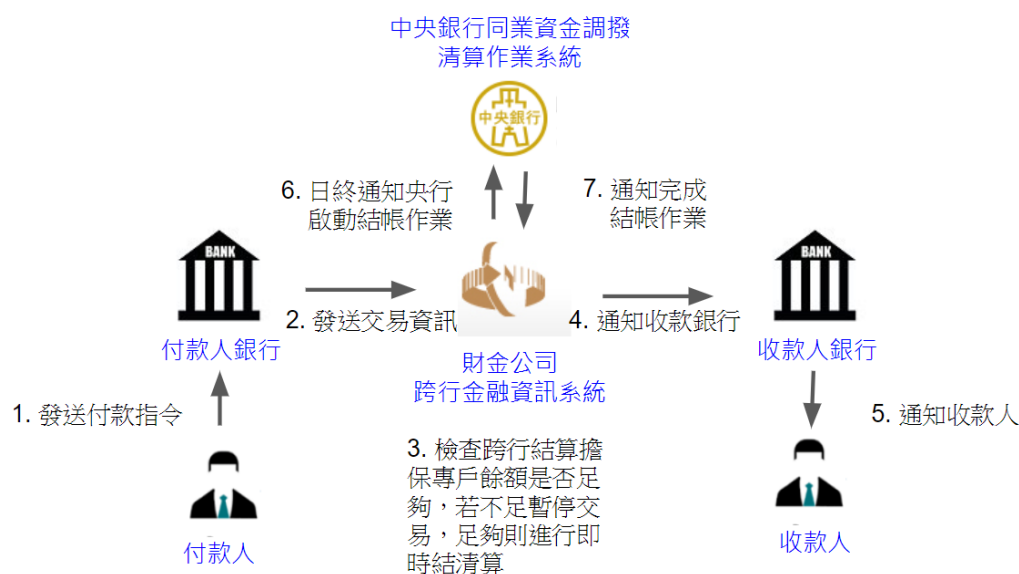 中央銀行同業資金調撥
清算作業系統
中央銀行
6. 日終通知央行
啟動結帳作業
7. 通知完成
結帳作業
BANK
BANK
2. 發送交易資訊
4. 通知收款銀行
付款人銀行
財金公司
跨行金融資訊系統
收款人銀行
1. 發送付款指令
5. 通知收款人
3. 檢查跨行結算擔
保專戶餘額是否足
夠，若不足暫停交
易，足夠則進行即
時結清算
付款人
收款人